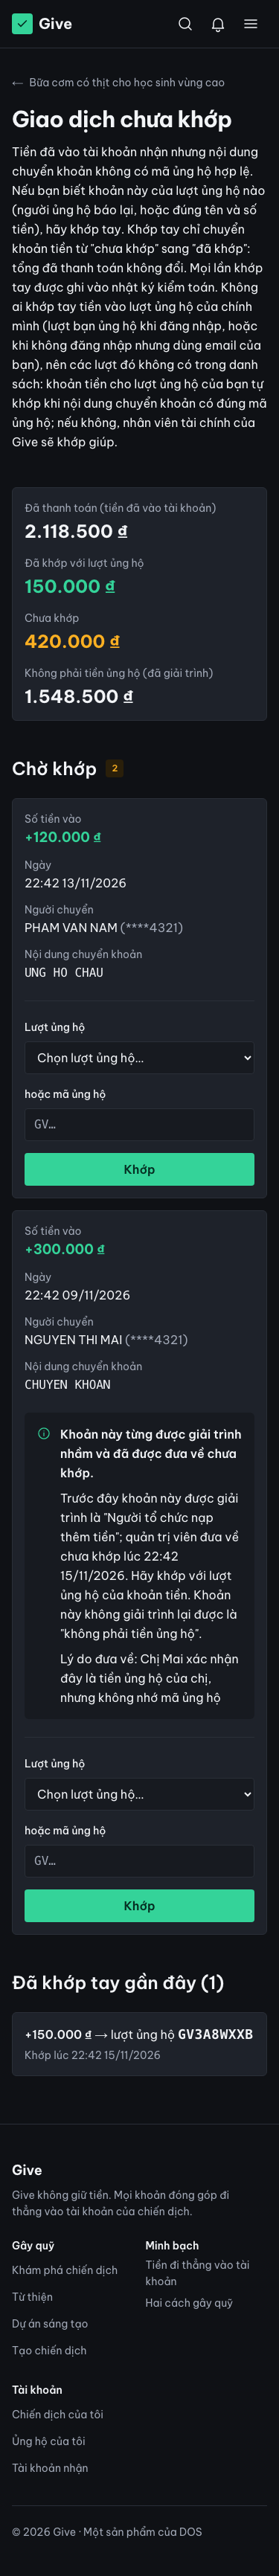 Give
← Bữa cơm có thịt cho học sinh vùng cao
Giao dịch chưa khớp
Tiền đã vào tài khoản nhận nhưng nội dung
chuyển khoản không có mã ủng hộ hợp lệ.
Nếu bạn biết khoản này của lượt ủng hộ nào
(người ủng hộ báo lại, hoặc đúng tên và số
tiền), hãy khớp tay. Khớp tay chỉ chuyển
khoản tiền từ "chưa khớp" sang "đã khớp":
tổng đã thanh toán không đổi. Mọi lần khớp
tay được ghi vào nhật ký kiểm toán. Không
ai khớp tay tiền vào lượt ủng hộ của chính
mình (lượt bạn ủng hộ khi đăng nhập, hoặc
khi không đăng nhập nhưng dùng email của
bạn), nên các lượt đó không có trong danh
sách: khoản tiền cho lượt ủng hộ của bạn tự
khớp khi nội dung chuyển khoản có đúng mã
ủng hộ; nếu không, nhân viên tài chính của
Give sẽ khớp giúp.
Đã thanh toán (tiền đã vào tài khoản)
2.118.500 ₫
Đã khớp với lượt ủng hộ
150.000 ₫
Chưa khớp
420.000 ₫
Không phải tiền ủng hộ (đã giải trình)
1.548.500 ₫
Chờ khớp 2
Số tiền vào
+120.000 ₫
Ngày
22:42 13/11/2026
Người chuyển
PHAM VAN NAM (****4321)
Nội dung chuyển khoản
UNG HO CHAU
Lượt ủng hộ
Chọn lượt ủng hộ...
hoặc mã ủng hộ
GV…
Khớp
Số tiền vào
+300.000 ₫
Ngày
22:42 09/11/2026
Người chuyển
NGUYEN THI MAI (****4321)
Nội dung chuyển khoản
CHUYEN KHOAN
Khoản này từng được giải trình
nhầm và đã được đưa về chưa
khớp.
Trước đây khoản này được giải
trình là "Người tổ chức nạp
thêm tiền"; quản trị viên đưa về
chưa khớp lúc 22:42
15/11/2026. Hãy khớp với lượt
ủng hộ của khoản tiền. Khoản
này không giải trình lại được là
"không phải tiền ủng hộ".
Lý do đưa về: Chị Mai xác nhận
đây là tiền ủng hộ của chị,
nhưng không nhớ mã ủng hộ
Lượt ủng hộ
Chọn lượt ủng hộ...
hoặc mã ủng hộ
GV…
Khớp
Đã khớp tay gần đây (1)
+150.000 ₫ → lượt ủng hộ GV3A8WXXB
Khớp lúc 22:42 15/11/2026
Give
Give không giữ tiền. Mọi khoản đóng góp đi
thẳng vào tài khoản của chiến dịch.
Gây quỹ
Khám phá chiến dịch
Từ thiện
Dự án sáng tạo
Tạo chiến dịch
Minh bạch
Tiền đi thẳng vào tài
khoản
Hai cách gây quỹ
Tài khoản
Chiến dịch của tôi
Ủng hộ của tôi
Tài khoản nhận
© 2026 Give · Một sản phẩm của DOS